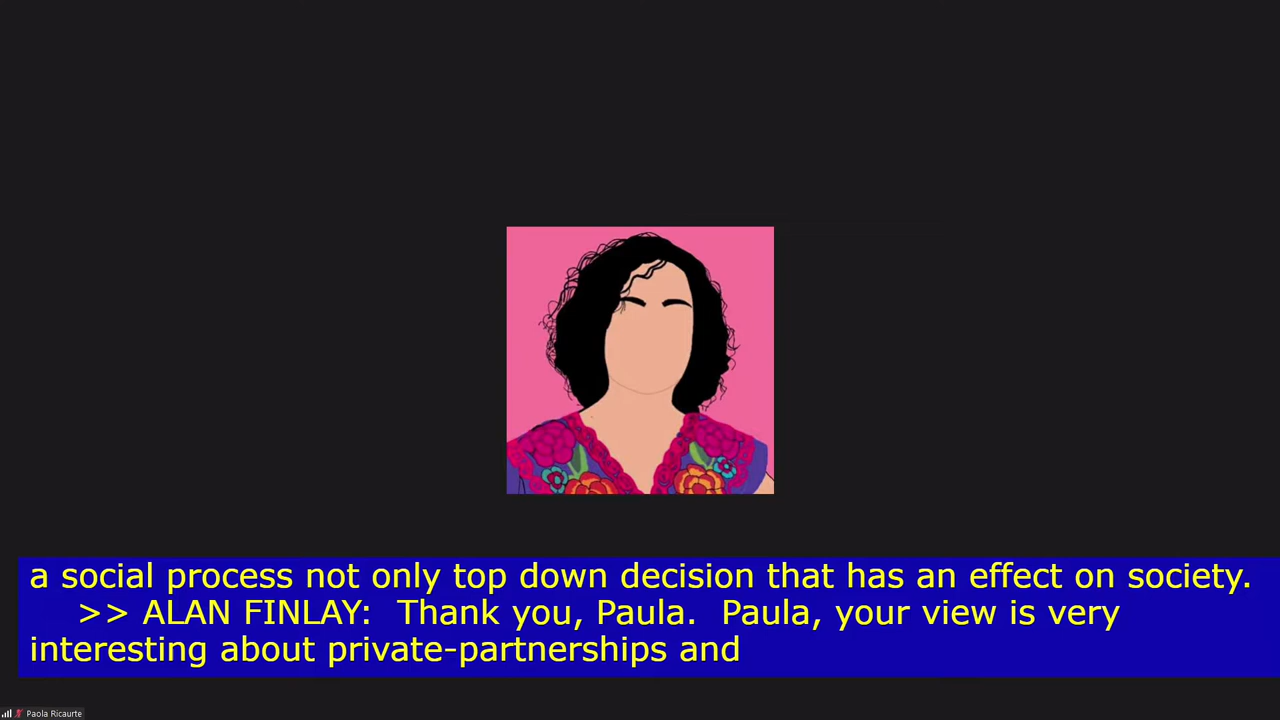 a social process not only top down decision that has an effect on society.
>> ALAN FINLAY:  Thank you, Paula.  Paula, your view is very
interesting about private-partnerships and
Paola Ricaurte